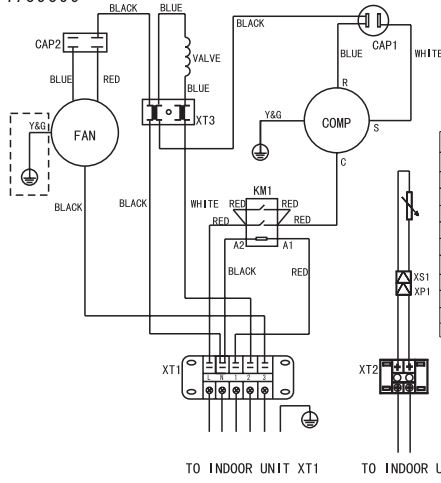 BLACK BLUE
BLACK
CAP2
CAP1
VALVE
BLUE WHITE
BLUE RED
BLUE
R
XT3
Y&G
Y&G
FAN
COMP
S
C
KM1
BLACK
BLACK
WHITE RED RED
RED RED
A2 A1
BLACK RED
XS1
XP1
XT1
XT2
L N 1 2 3
TO INDOOR UNIT XT1
TO INDOOR U